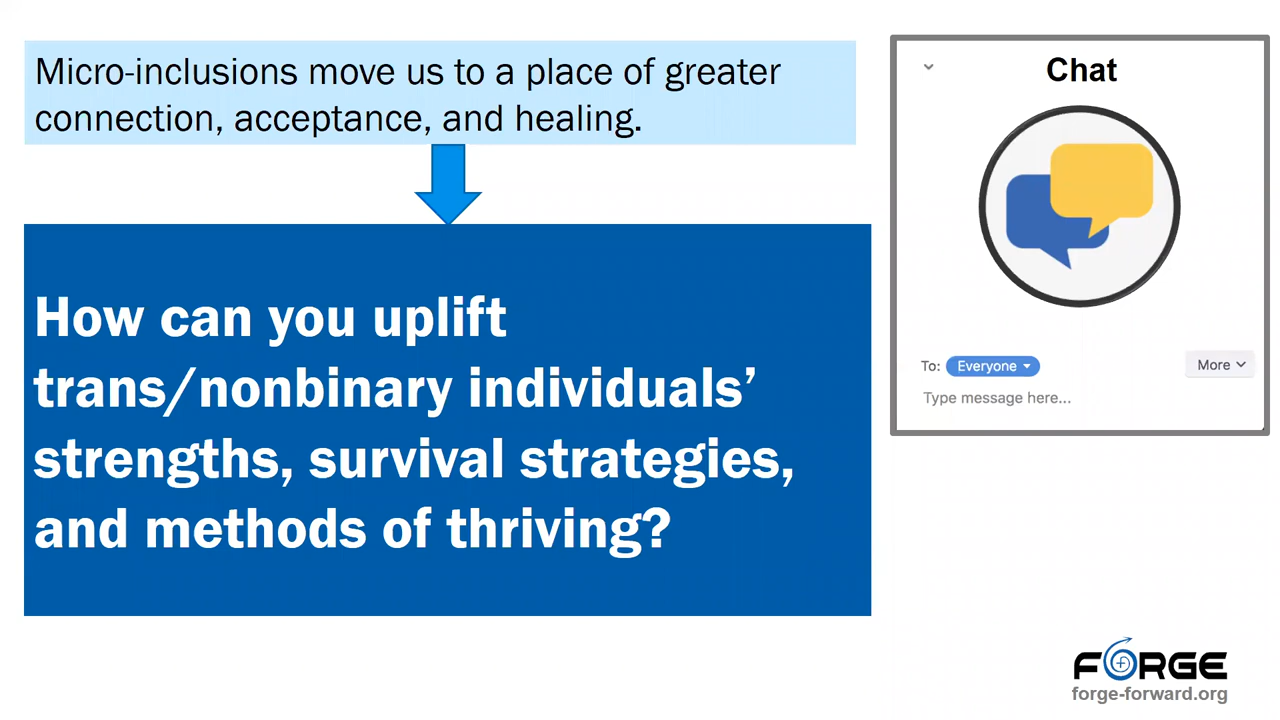 Micro-inclusions move us to a place of greater
connection, acceptance, and healing.
How can you uplift
trans/nonbinary individuals’
strengths, survival strategies,
and methods of thriving?
Chat
To: Everyone
More
Type message here...
FORGE
forge-forward.org